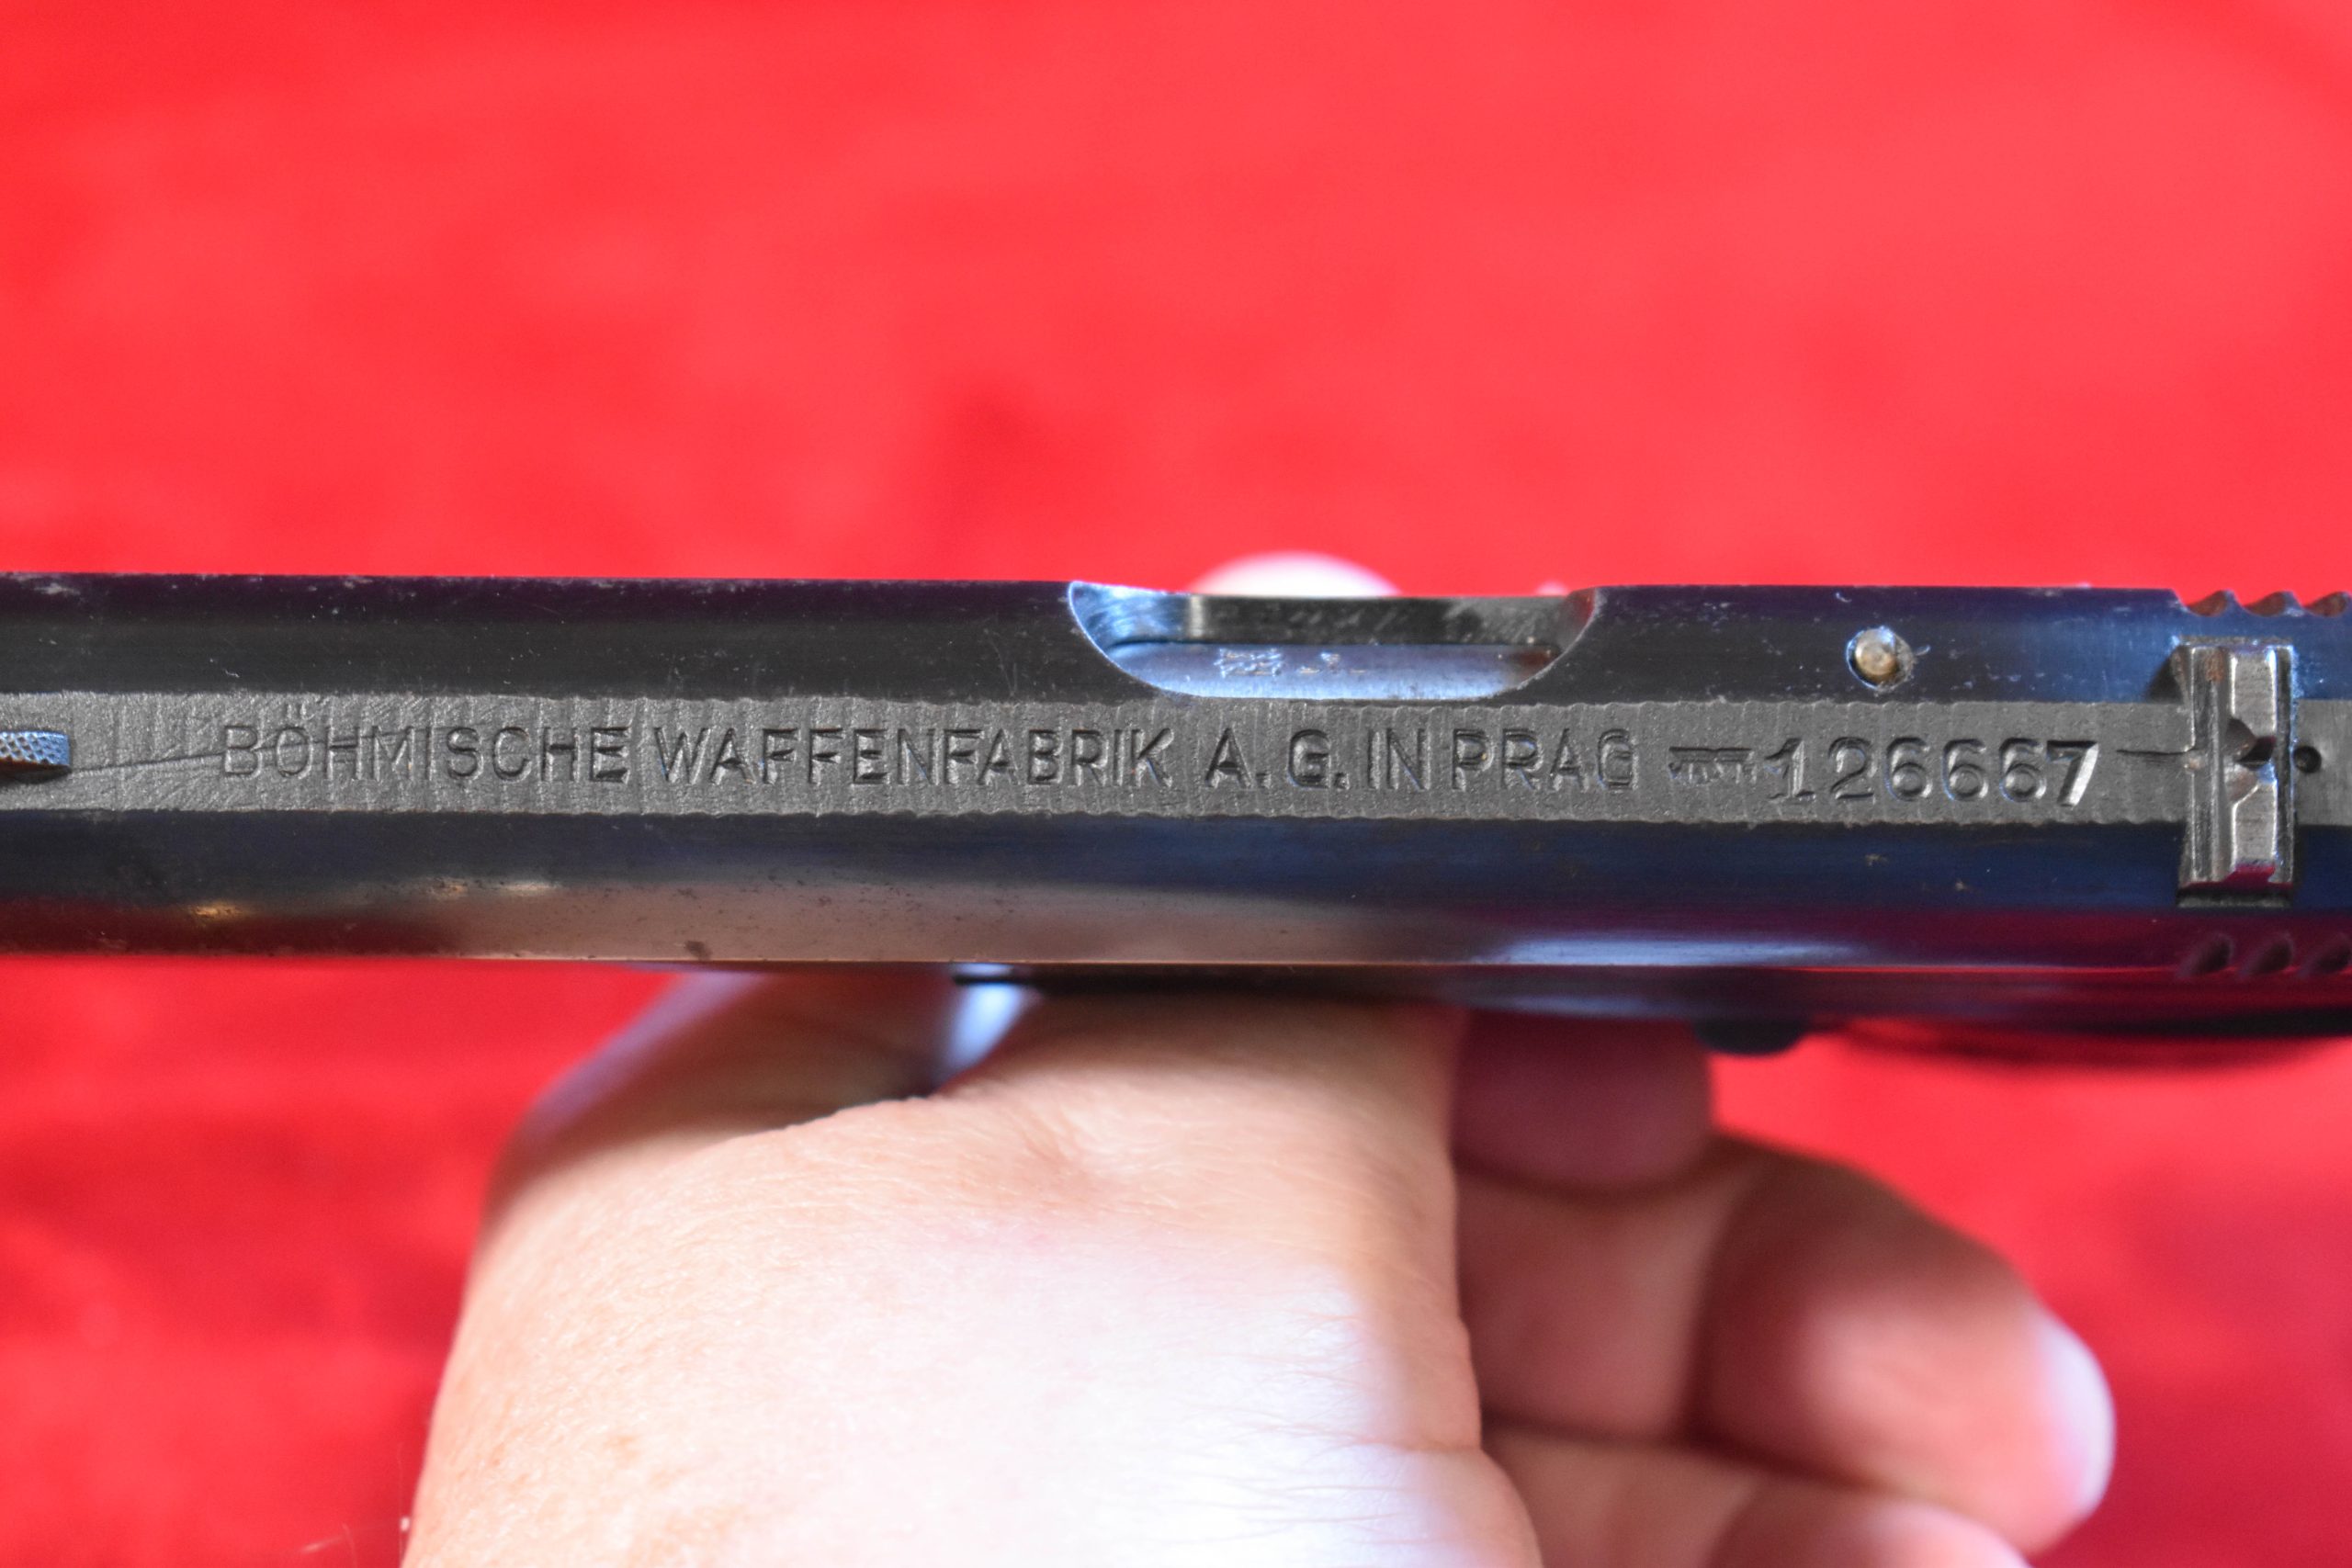 BÖHMISCHE WAFFENFABRIK A. G. IN PRAG 126667